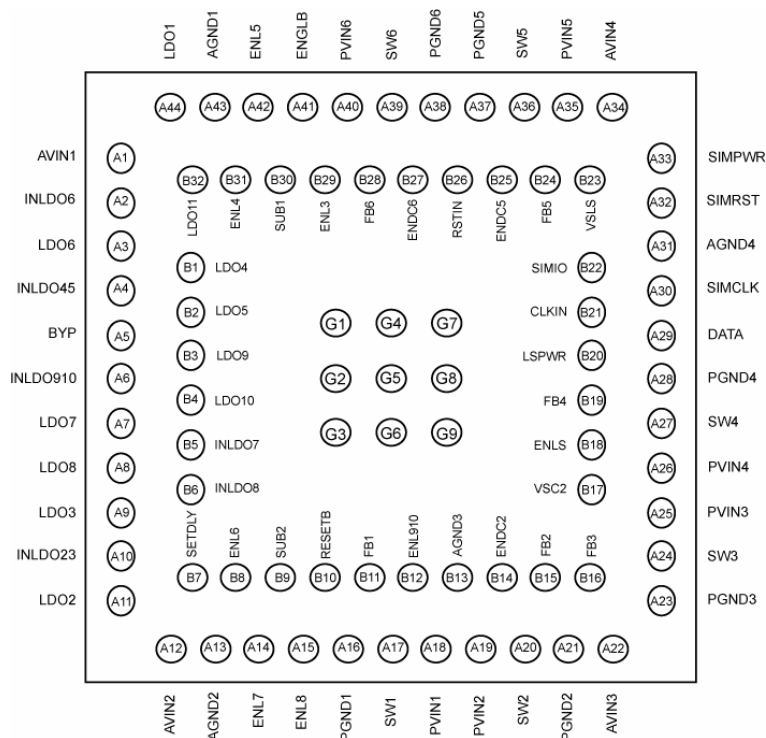 LDO1 AGND1 ENL5 ENGLB PVIN6 SW6 PGND6 PGND5 SW5 PVIN5 AVIN4
A44 A43 A42 A41 A40 A39 A38 A37 A36 A35 A34
AVIN1 A1 A33 SIMPWR
B32 B31 B30 B29 B28 B27 B26 B25 B24 B23
INLDO6 A2 A32 SIMRST
LDO11 ENL4 SUB1 ENL3 FB6 ENDC6 RSTIN ENDC5 FB5 VSLS
LDO6 A3 A31 AGND4
B1 LDO4 SIMIO B22
INLDO45 A4 A30 SIMCLK
B2 LDO5 CLKIN B21
G1 G4 G7
BYP A5 A29 DATA
B3 LDO9 LSPWR B20
INLDO910 A6 G2 G5 G8 A28 PGND4
B4 LDO10 FB4 B19
LDO7 A7 A27 SW4
G3 G6 G9
B5 INLDO7 ENLS B18
LDO8 A8 A26 PVIN4
B6 INLDO8 VSC2 B17
LDO3 A9 A25 PVIN3
SETDLY ENL6 SUB2 RESETB FB1 ENL910 AGND3 ENDC2 FB2 FB3
INLDO23 A10 A24 SW3
B7 B8 B9 B10 B11 B12 B13 B14 B15 B16
LDO2 A11 A23 PGND3
A12 A13 A14 A15 A16 A17 A18 A19 A20 A21 A22
AVIN2 AGND2 ENL7 ENL8 PGND1 SW1 PVIN1 PVIN2 SW2 PGND2 AVIN3